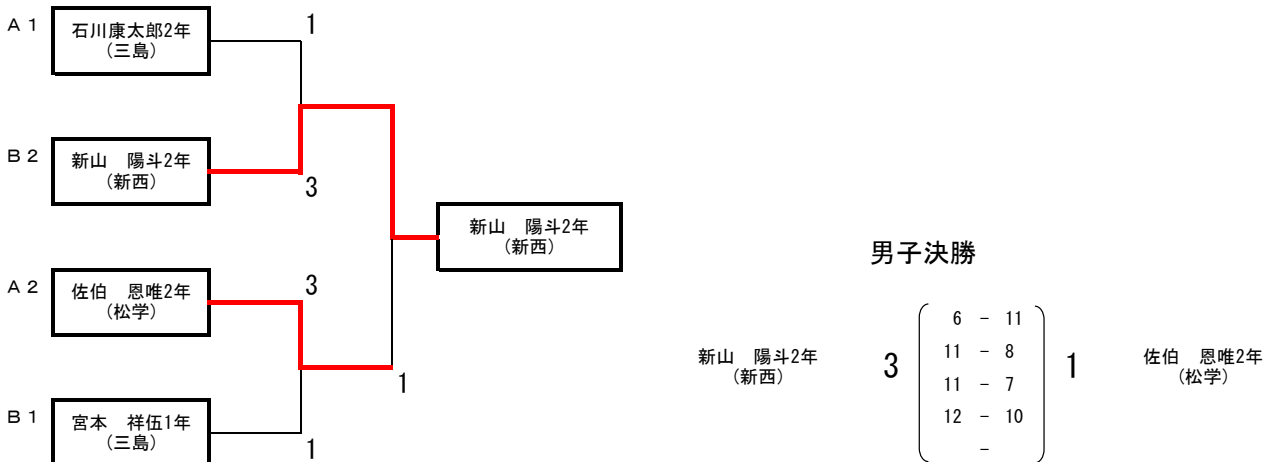 Ａ１
石川康太郎2年
(三島)
1
Ｂ２
新山　陽斗2年
(新西)
3
新山　陽斗2年
(新西)
Ａ２
佐伯　恩唯2年
(松学)
3
1
Ｂ１
宮本　祥伍1年
(三島)
1
男子決勝
新山　陽斗2年
(新西)
3
6 － 11
11 － 8
11 － 7
12 － 10
－
1
佐伯　恩唯2年
(松学)